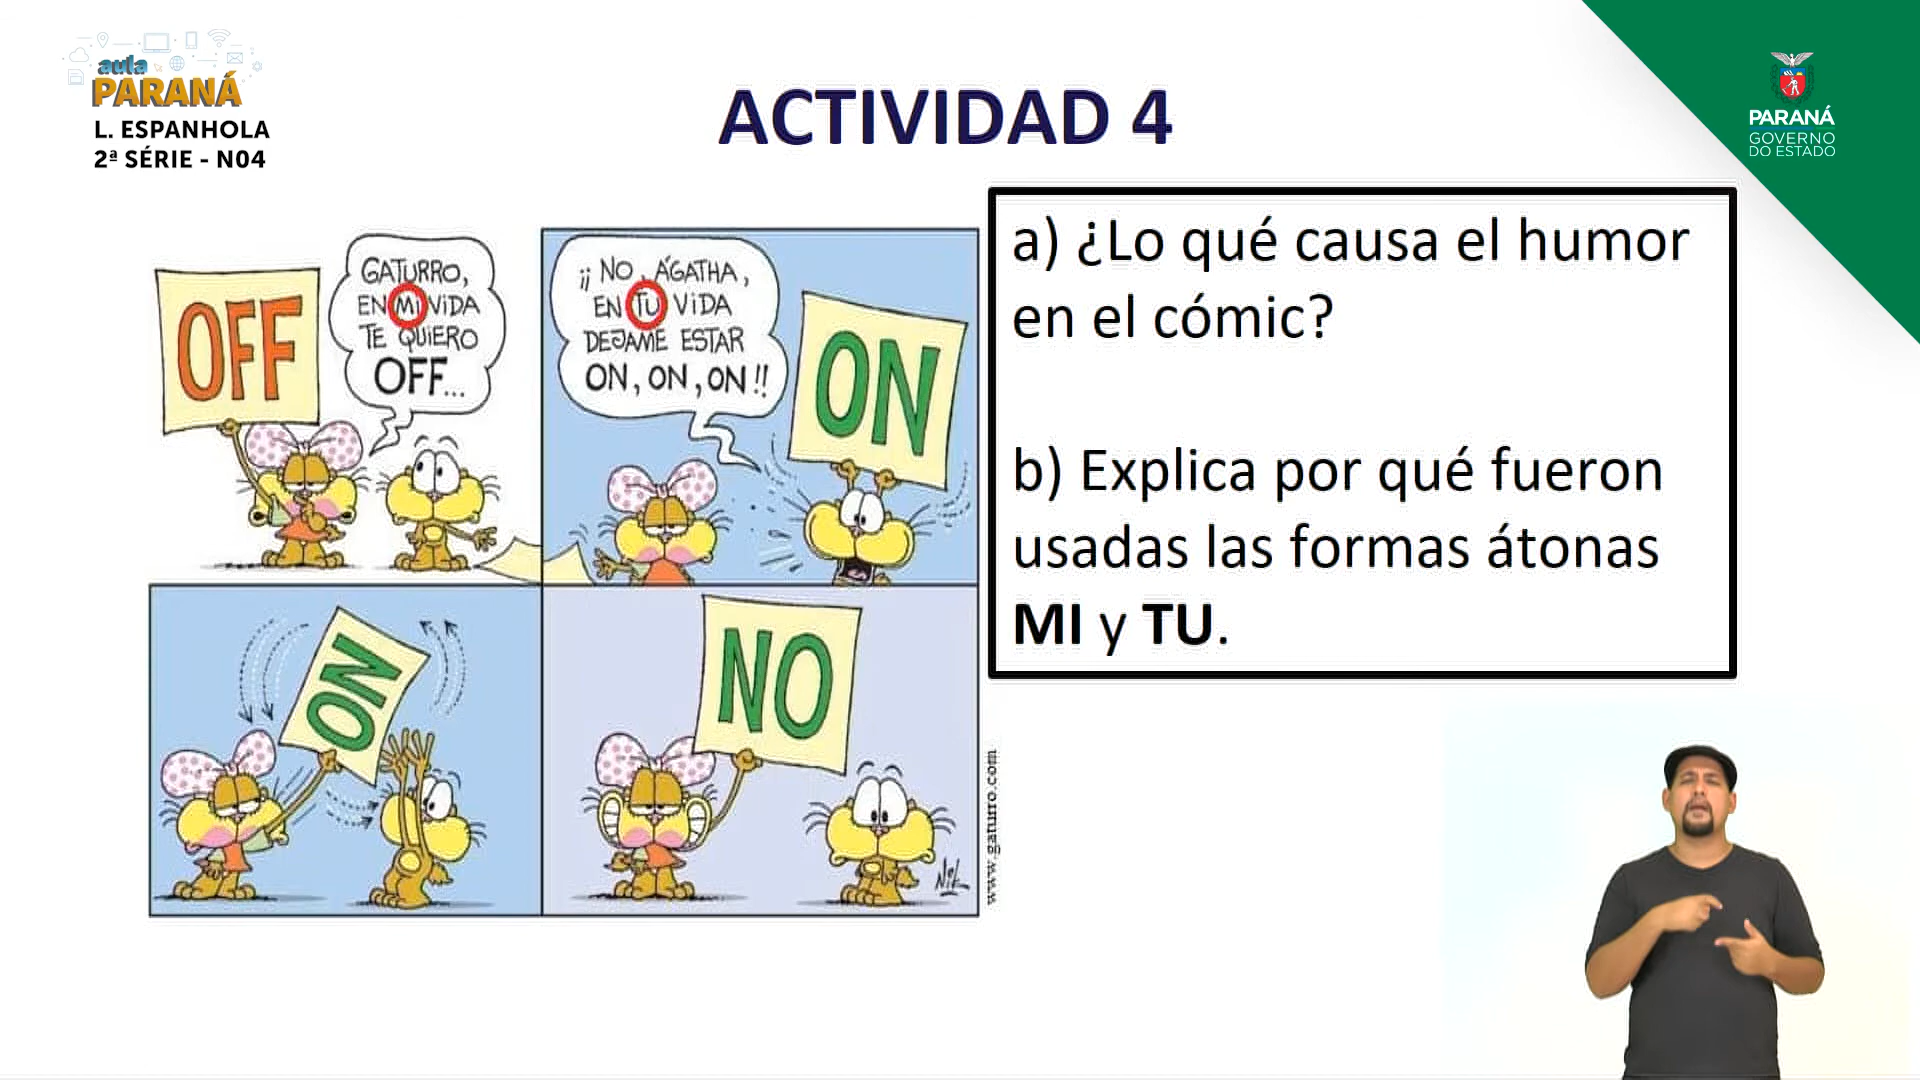 aula
PARANÁ
L. ESPANHOLA
2ª SÉRIE - N04
ACTIVIDAD 4
PARANÁ
GOVERNO
DO ESTADO
OFF
GATURRO,
EN MI VIDA
TE QUIERO
OFF...
¡¡ NO, ÁGATHA,
EN TU VIDA
DEJAME ESTAR
ON, ON, ON !!
ON
ON
NO
NiK
www.gaturro.com
a) ¿Lo qué causa el humor
en el cómic?
b) Explica por qué fueron
usadas las formas átonas
MI y TU.